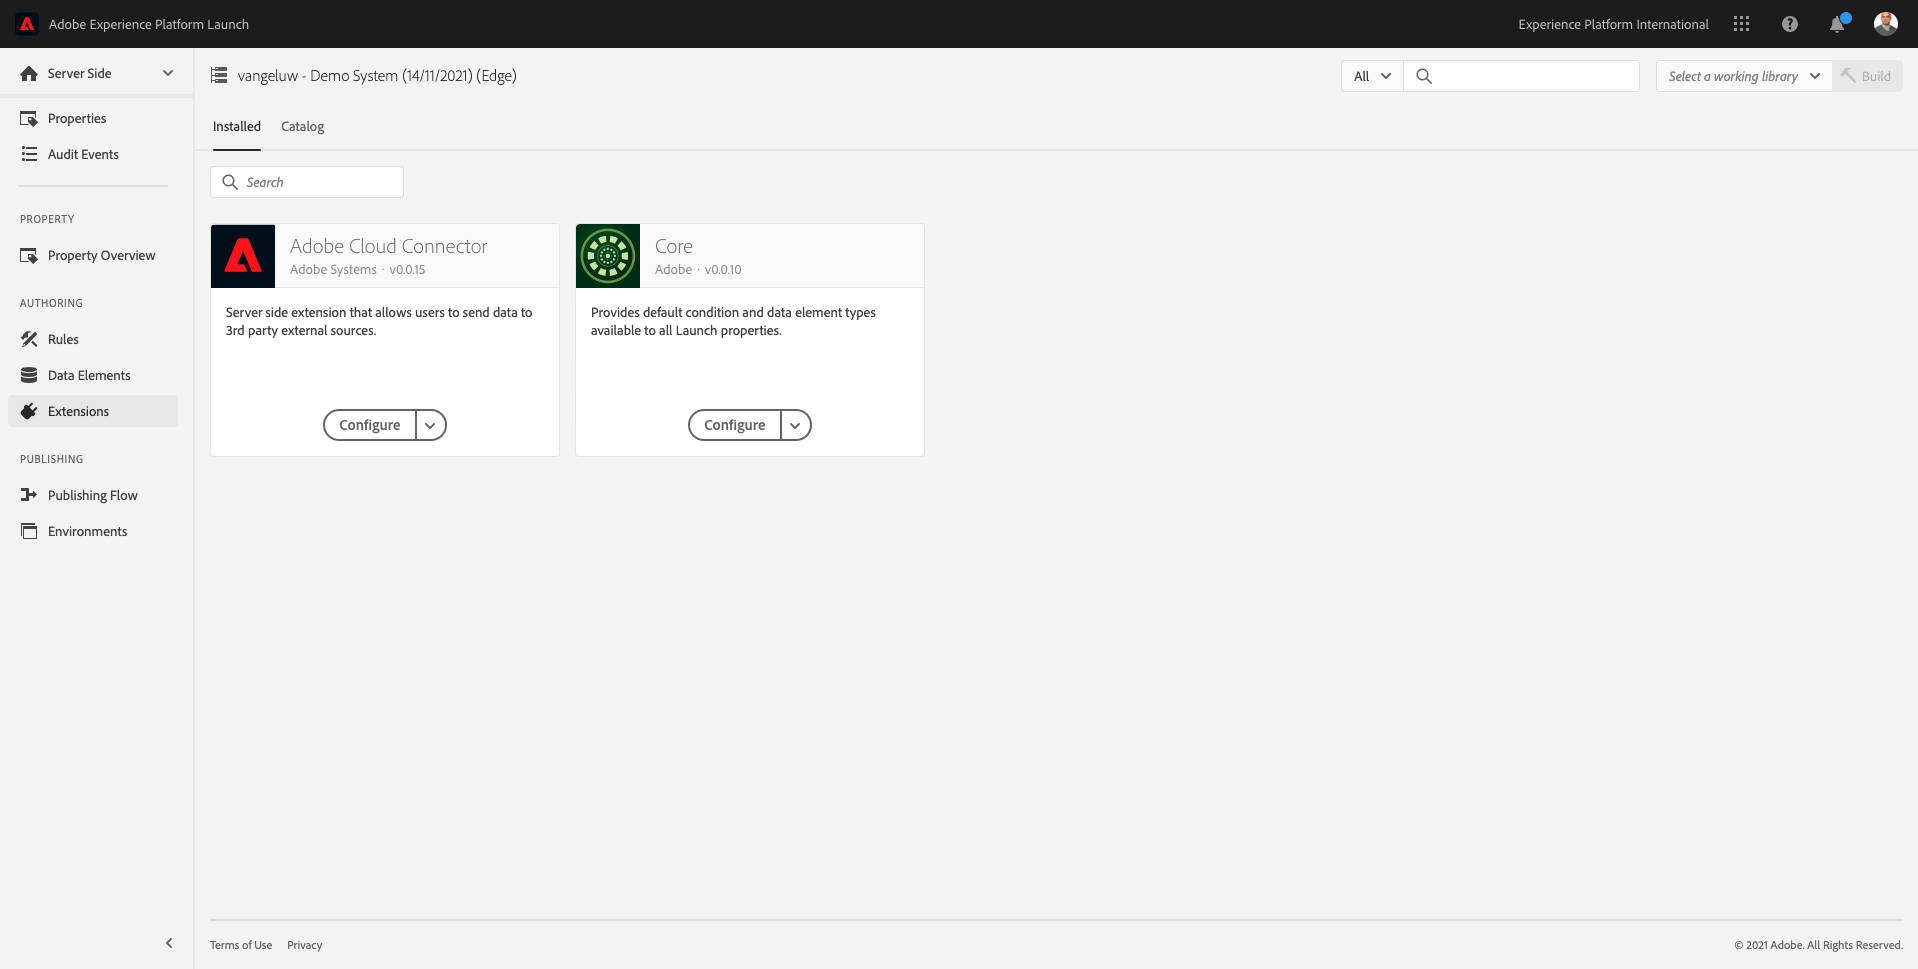 Adobe Experience Platform Launch
Experience Platform International
Server Side
Properties
Audit Events
PROPERTY
Property Overview
AUTHORING
Rules
Data Elements
Extensions
PUBLISHING
Publishing Flow
Environments
vangeluw - Demo System (14/11/2021) (Edge)
All
Select a working library
Build
Installed
Catalog
Search
Adobe Cloud Connector
Adobe Systems · v0.0.15
Server side extension that allows users to send data to
3rd party external sources.
Configure
Core
Adobe · v0.0.10
Provides default condition and data element types
available to all Launch properties.
Configure
Terms of Use
Privacy
© 2021 Adobe. All Rights Reserved.